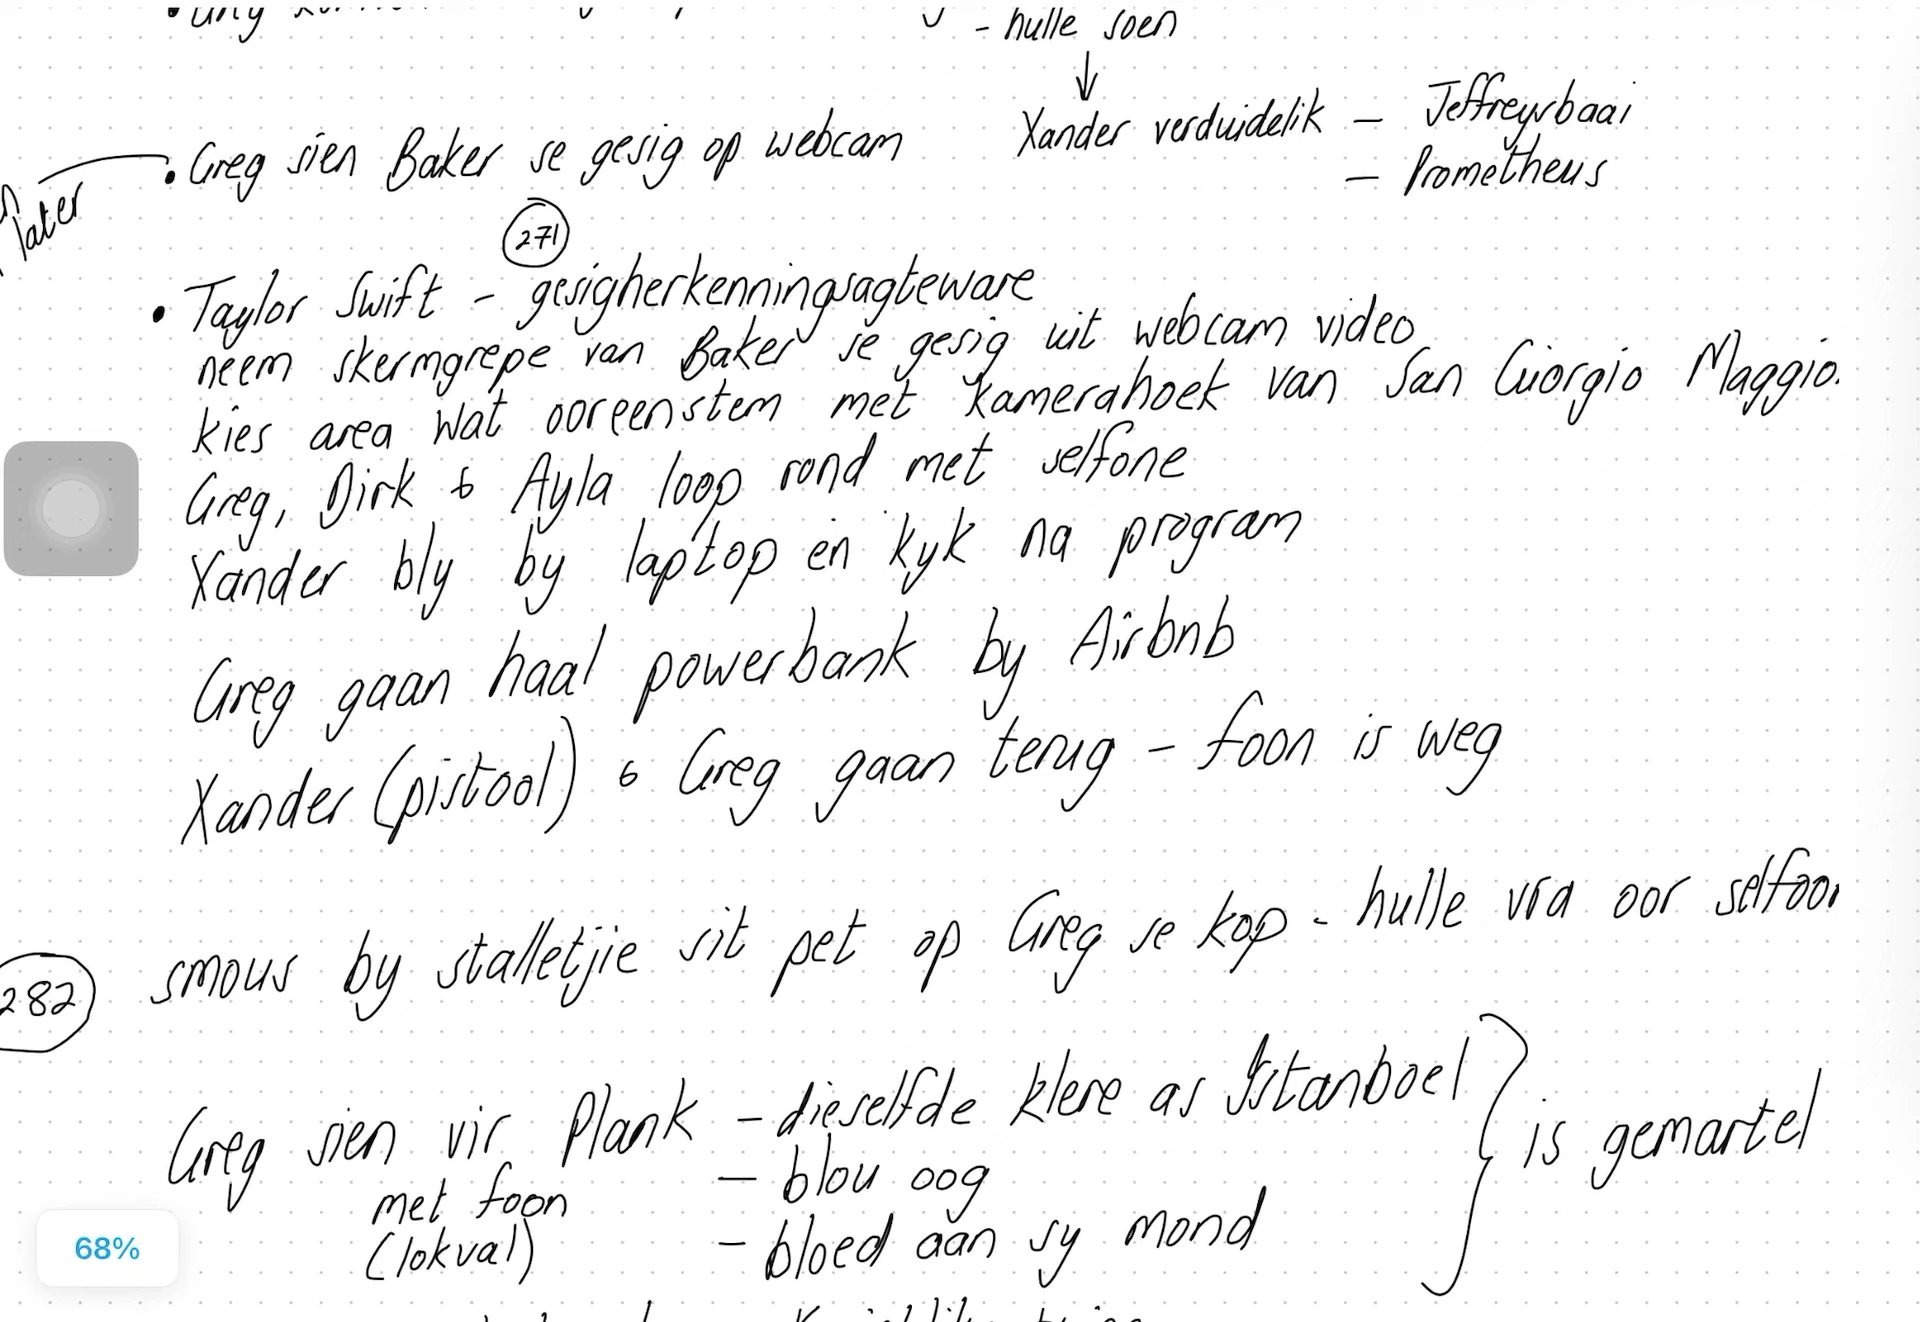 - hulle soen
↓
Xander verduidelik — Jeffreysbaai
— Prometheus
• Greg sien Baker se gesig op webcam
later
271
• Taylor Swift - gesigherkenningsagteware
neem skermgrepe van Baker se gesig uit webcam video
kies area wat ooreenstem met kamerahoek van San Giorgio Maggio.
Greg, Dirk & Ayla loop rond met selfone
Xander bly by laptop en kyk na program
Greg gaan haal powerbank by Airbnb
Xander (pistool) & Greg gaan terug - foon is weg
282
smous by stalletjie sit pet op Greg se kop - hulle vra oor selfoon
Greg sien vir Plank - dieselfde klere as Istanboel } is gemartel
met foon — blou oog
(lokval) - bloed aan sy mond
68%